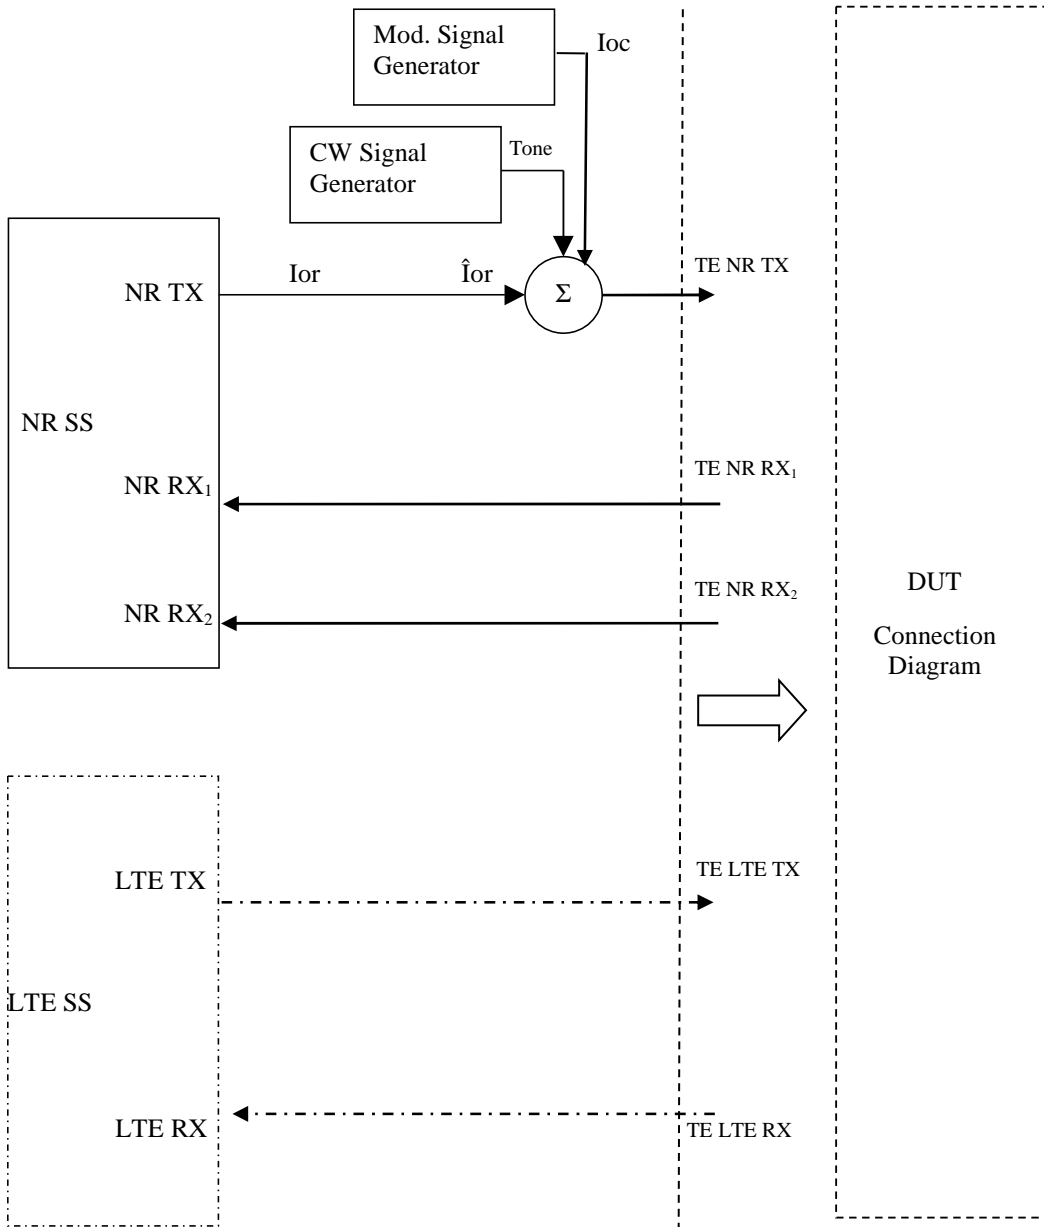 Mod. Signal
Generator
Ioc
CW Signal
Generator
Tone
NR TX
Ior
Îor
Σ
TE NR TX
NR SS
NR RX₁
TE NR RX₁
NR RX₂
TE NR RX₂
DUT
Connection
Diagram
LTE TX
TE LTE TX
LTE SS
LTE RX
TE LTE RX